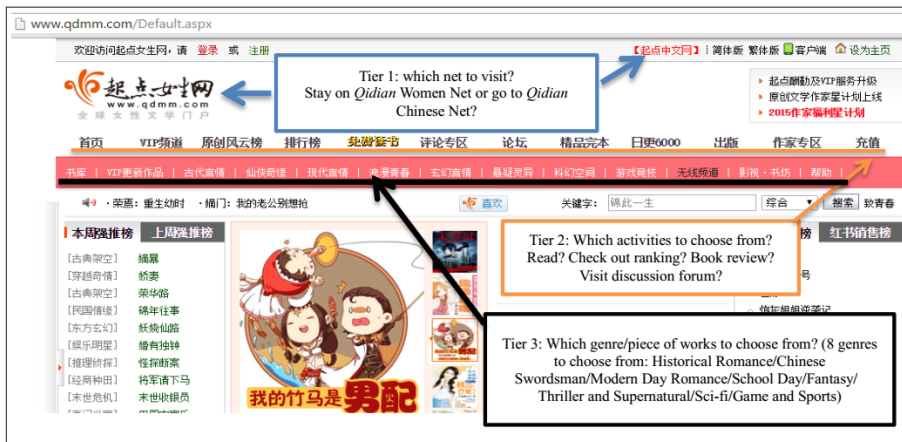 www.qdmm.com/Default.aspx
欢迎访问起点女生网，请 登录 或 注册
【起点中文网】 | 简体版 繁体版 客户端 设为主页
起点女生网
www.qdmm.com
全球女性文学门户
Tier 1: which net to visit?
Stay on Qidian Women Net or go to Qidian
Chinese Net?
起点酬勤及VIP服务升级
原创文学作家星计划上线
2015作家福利星计划
首页 VIP频道 原创风云榜 排行榜 免费读书 评论专区 论坛 精品完本 日更6000 出版 作家专区 充值
书库 | VIP更新作品 | 古代言情 | 仙侠奇缘 | 现代言情 | 浪漫青春 | 玄幻言情 | 悬疑灵异 | 科幻空间 | 游戏竞技 | 无线频道 | 影视·书坊 | 帮助 |
·荣熹：重生幼时 ·嫡门：我的老公别想抢
喜欢
关键字： 锦此一生 综合 搜索 致青春
本周强推榜 上周强推榜
榜 红书销售榜
Tier 2: Which activities to choose from?
Read? Check out ranking? Book review?
Visit discussion forum?
[古典架空] 嫡暴
[穿越奇情] 娇妻
[古典架空] 荣华路
[民国情缘] 锦年往事
[东方玄幻] 妖娆仙路
[娱乐明星] 婚有独钟
[推理侦探] 怪探断案
[经商种田] 将军请下马
[末世危机] 末世收银员
号
我的竹马是男配
Tier 3: Which genre/piece of works to choose from? (8 genres
to choose from: Historical Romance/Chinese
Swordsman/Modern Day Romance/School Day/Fantasy/
Thriller and Supernatural/Sci-fi/Game and Sports)